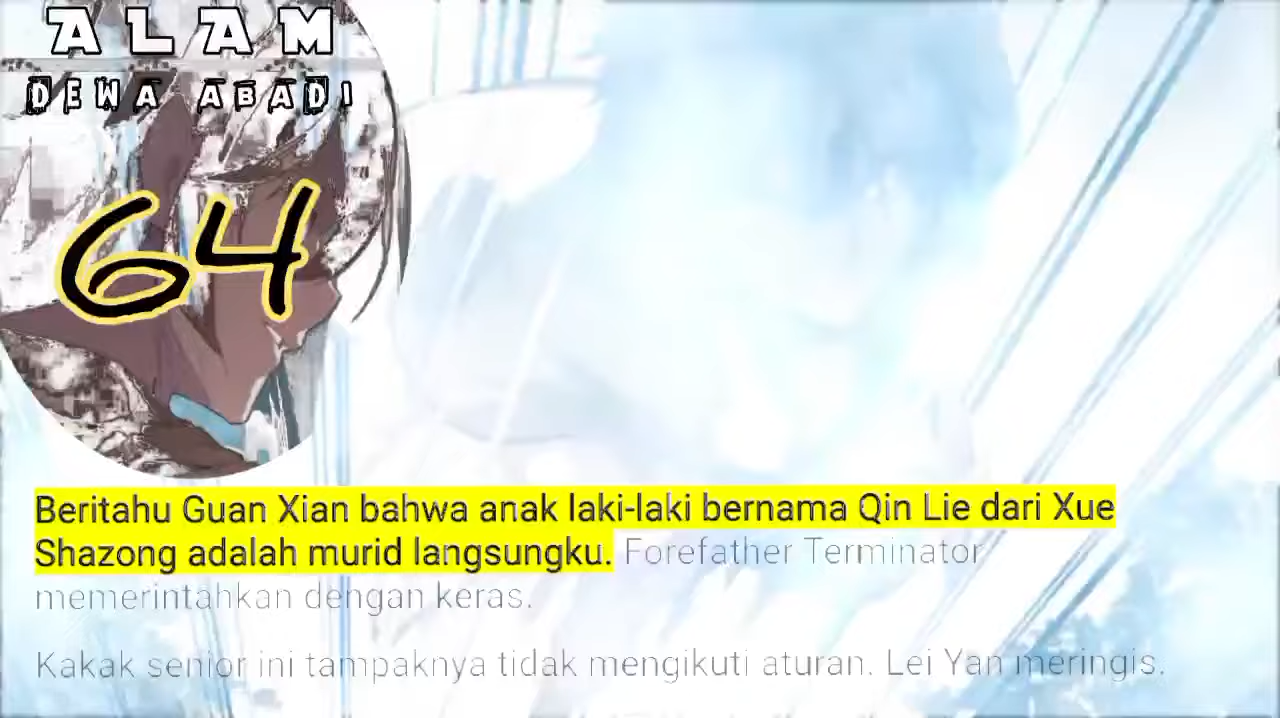 ALAM
DEWA ABADI
64
Beritahu Guan Xian bahwa anak laki-laki bernama Qin Lie dari Xue
Shazong adalah murid langsungku. Forefather Terminator
memerintahkan dengan keras.
Kakak senior ini tampaknya tidak mengikuti aturan. Lei Yan meringis.